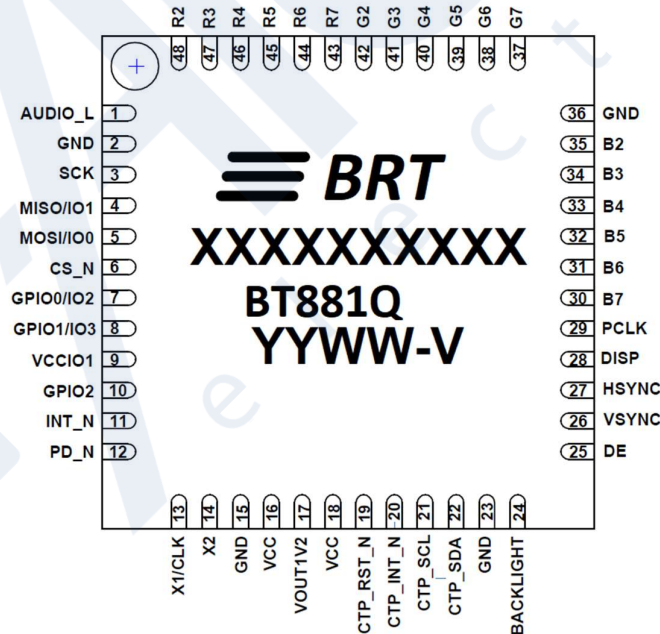 R2 R3 R4 R5 R6 R7 G2 G3 G4 G5 G6 G7
48 47 46 45 44 43 42 41 40 39 38 37
AUDIO_L 1
GND 2
SCK 3
MISO/IO1 4
MOSI/IO0 5
CS_N 6
GPIO0/IO2 7
GPIO1/IO3 8
VCCIO1 9
GPIO2 10
INT_N 11
PD_N 12
BRT
XXXXXXXXXX
BT881Q
YYWW-V
36 GND
35 B2
34 B3
33 B4
32 B5
31 B6
30 B7
29 PCLK
28 DISP
27 HSYNC
26 VSYNC
25 DE
13 14 15 16 17 18 19 20 21 22 23 24
X1/CLK X2 GND VCC VOUT1V2 VCC CTP_RST_N CTP_INT_N CTP_SCL CTP_SDA GND BACKLIGHT